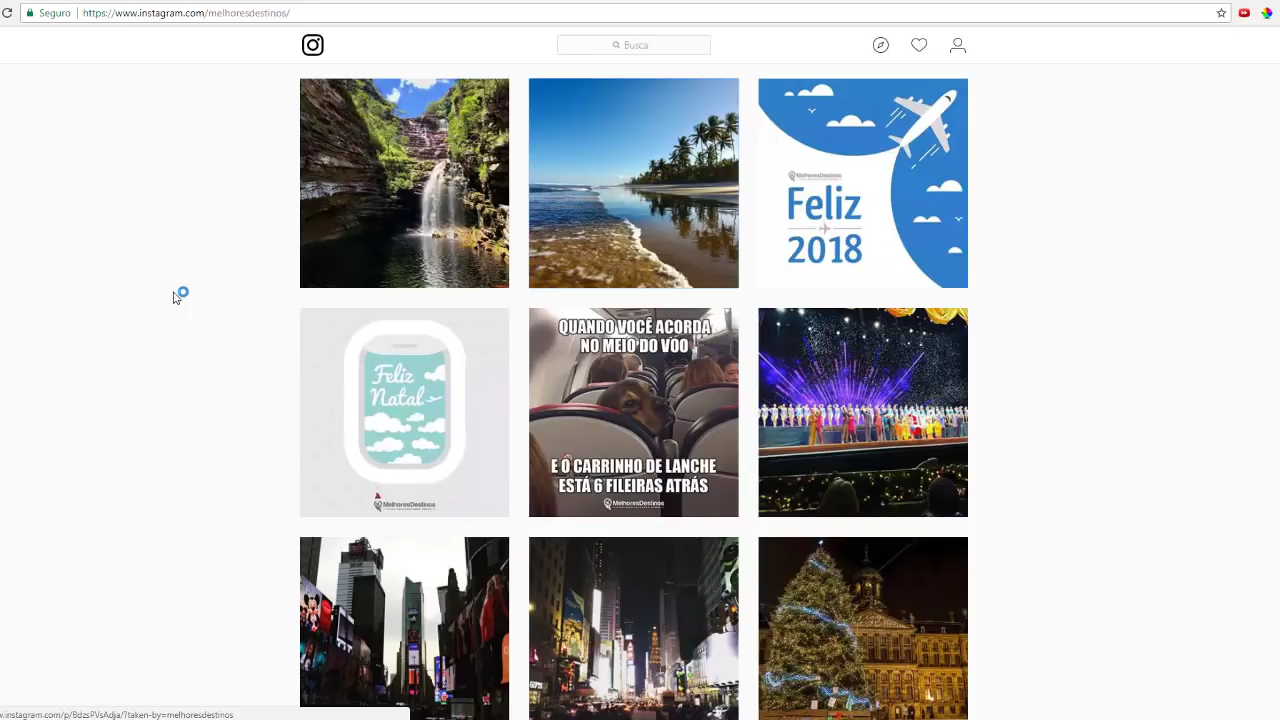 Seguro
https://www.instagram.com/melhoresdestinos/
Busca
MelhoresDestinos
Feliz
2018
Feliz
Natal
MelhoresDestinos
QUANDO VOCÊ ACORDA
NO MEIO DO VOO
E O CARRINHO DE LANCHE
ESTÁ 6 FILEIRAS ATRÁS
MelhoresDestinos
w.instagram.com/p/BdzsPVsAdja/?taken-by=melhoresdestinos